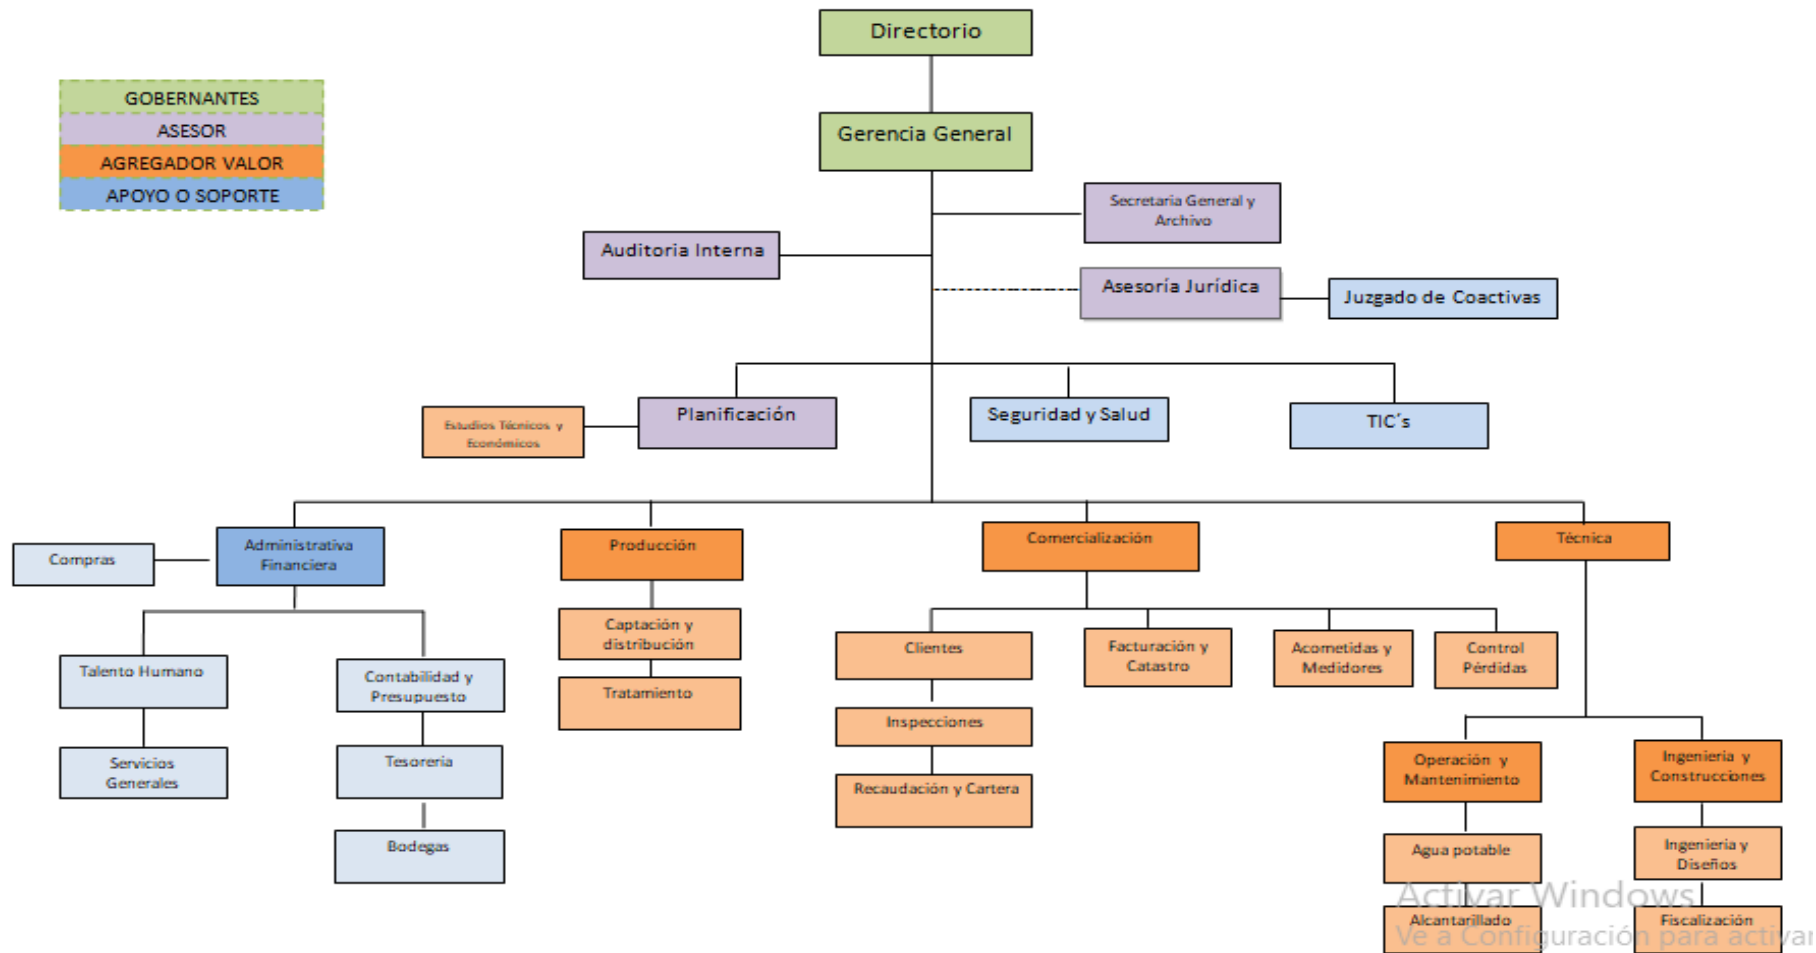 Directorio
GOBERNANTES
ASESOR
AGREGADOR VALOR
APOYO O SOPORTE
Gerencia General
Secretaria General y
Archivo
Auditoria Interna
Asesoría Jurídica
Juzgado de Coactivas
Planificación
Seguridad y Salud
TIC´s
Estudios Técnicos y
Económicos
Compras
Administrativa
Financiera
Producción
Comercialización
Técnica
Talento Humano
Contabilidad y
Presupuesto
Captación y
distribución
Clientes
Facturación y
Catastro
Acometidas y
Medidores
Control
Pérdidas
Tratamiento
Inspecciones
Servicios
Generales
Tesoreria
Recaudación y Cartera
Operación y
Mantenimiento
Ingenieria y
Construcciones
Bodegas
Agua potable
Ingenieria y
Diseños
Alcantarillado
Fiscalización
Activar Windows
Ve a Configuración para activar